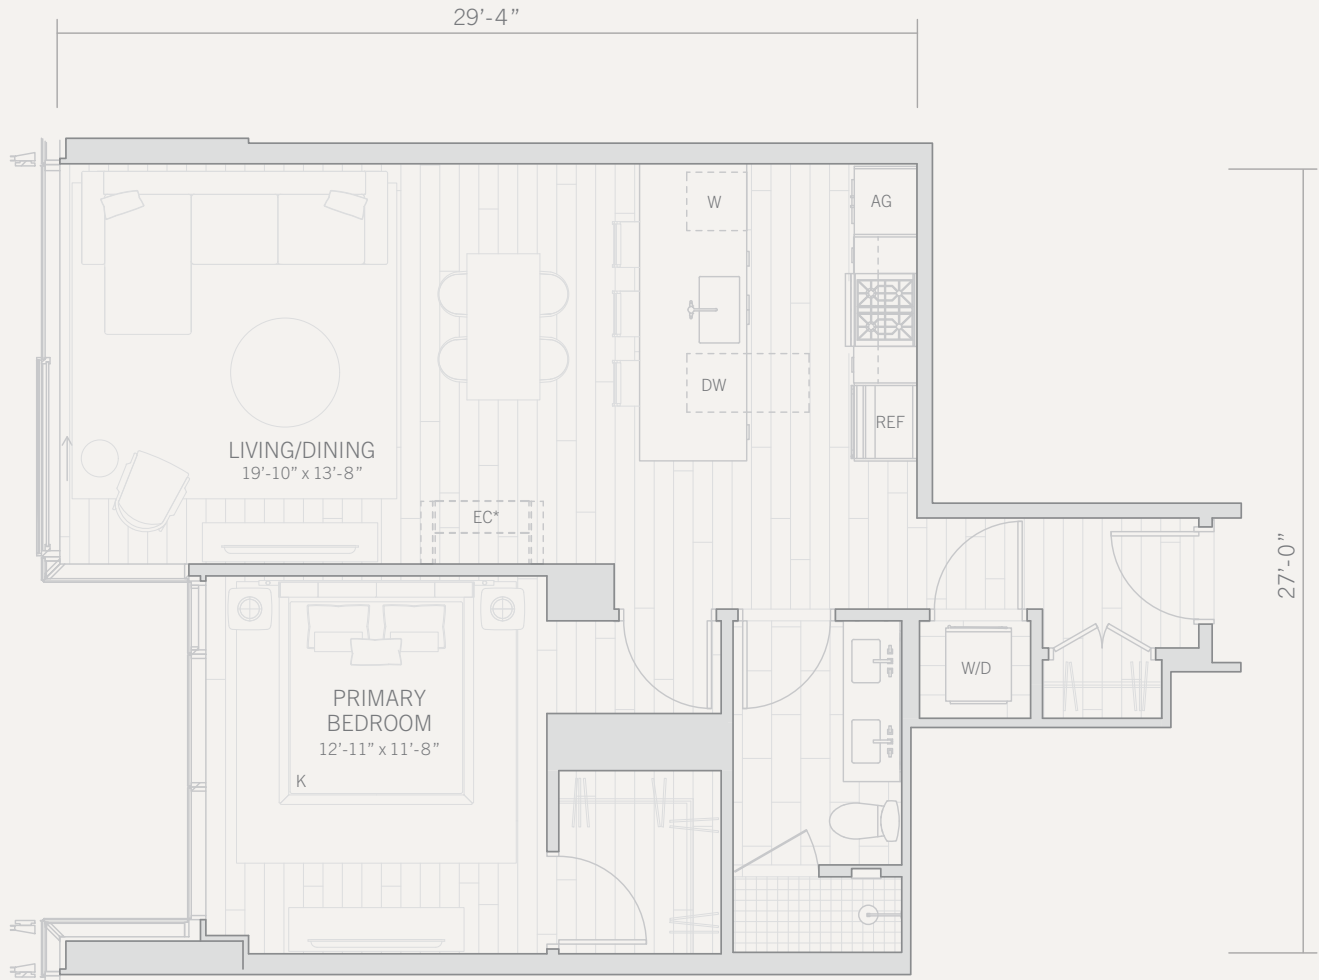 29’-4”
W
AG
DW
REF
LIVING/DINING
19’-10” x 13’-8”
EC*
27’-0”
W/D
PRIMARY
BEDROOM
12’-11” x 11’-8”
K